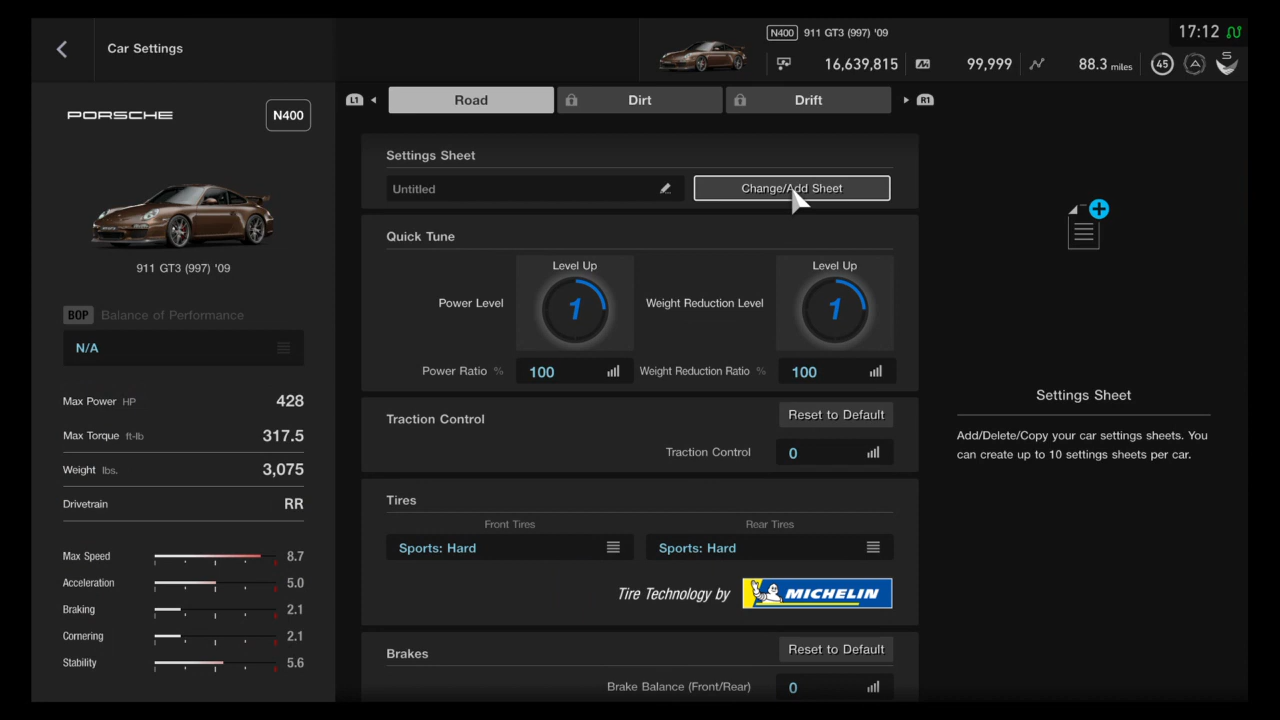 Car Settings
N400 911 GT3 (997) '09
16,639,815 99,999 88.3 miles 45 A S
17:12
PORSCHE
N400
911 GT3 (997) '09
BOP Balance of Performance
N/A
Max Power HP 428
Max Torque ft-lb 317.5
Weight lbs. 3,075
Drivetrain RR
Max Speed 8.7
Acceleration 5.0
Braking 2.1
Cornering 2.1
Stability 5.6
L1 Road Dirt Drift R1
Settings Sheet
Untitled Change/Add Sheet
Quick Tune
Level Up Level Up
Power Level 1 Weight Reduction Level 1
Power Ratio % 100 Weight Reduction Ratio % 100
Traction Control Reset to Default
Traction Control 0
Tires
Front Tires Rear Tires
Sports: Hard Sports: Hard
Tire Technology by MICHELIN
Brakes Reset to Default
Brake Balance (Front/Rear) 0
Settings Sheet
Add/Delete/Copy your car settings sheets. You
can create up to 10 settings sheets per car.